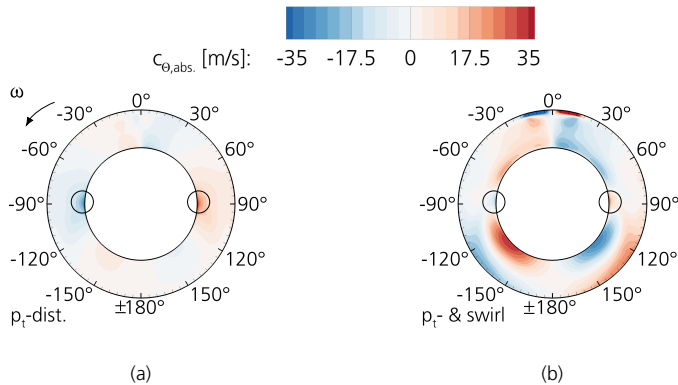 c_Θ,abs. [m/s]: -35 -17.5 0 17.5 35
ω
0° 0°
-30° 30° -30° 30°
-60° 60° -60° 60°
-90° 90° -90° 90°
-120° 120° -120° 120°
-150° 150° -150° 150°
±180° ±180°
p_t-dist. p_t- & swirl
(a) (b)